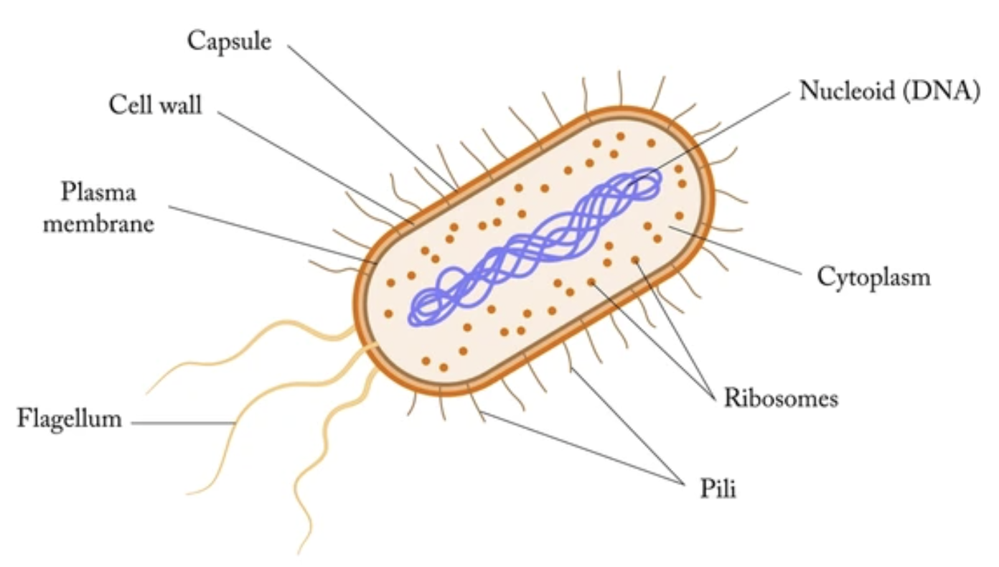 Capsule
Nucleoid (DNA)
Cell wall
Plasma
membrane
Cytoplasm
Ribosomes
Flagellum
Pili